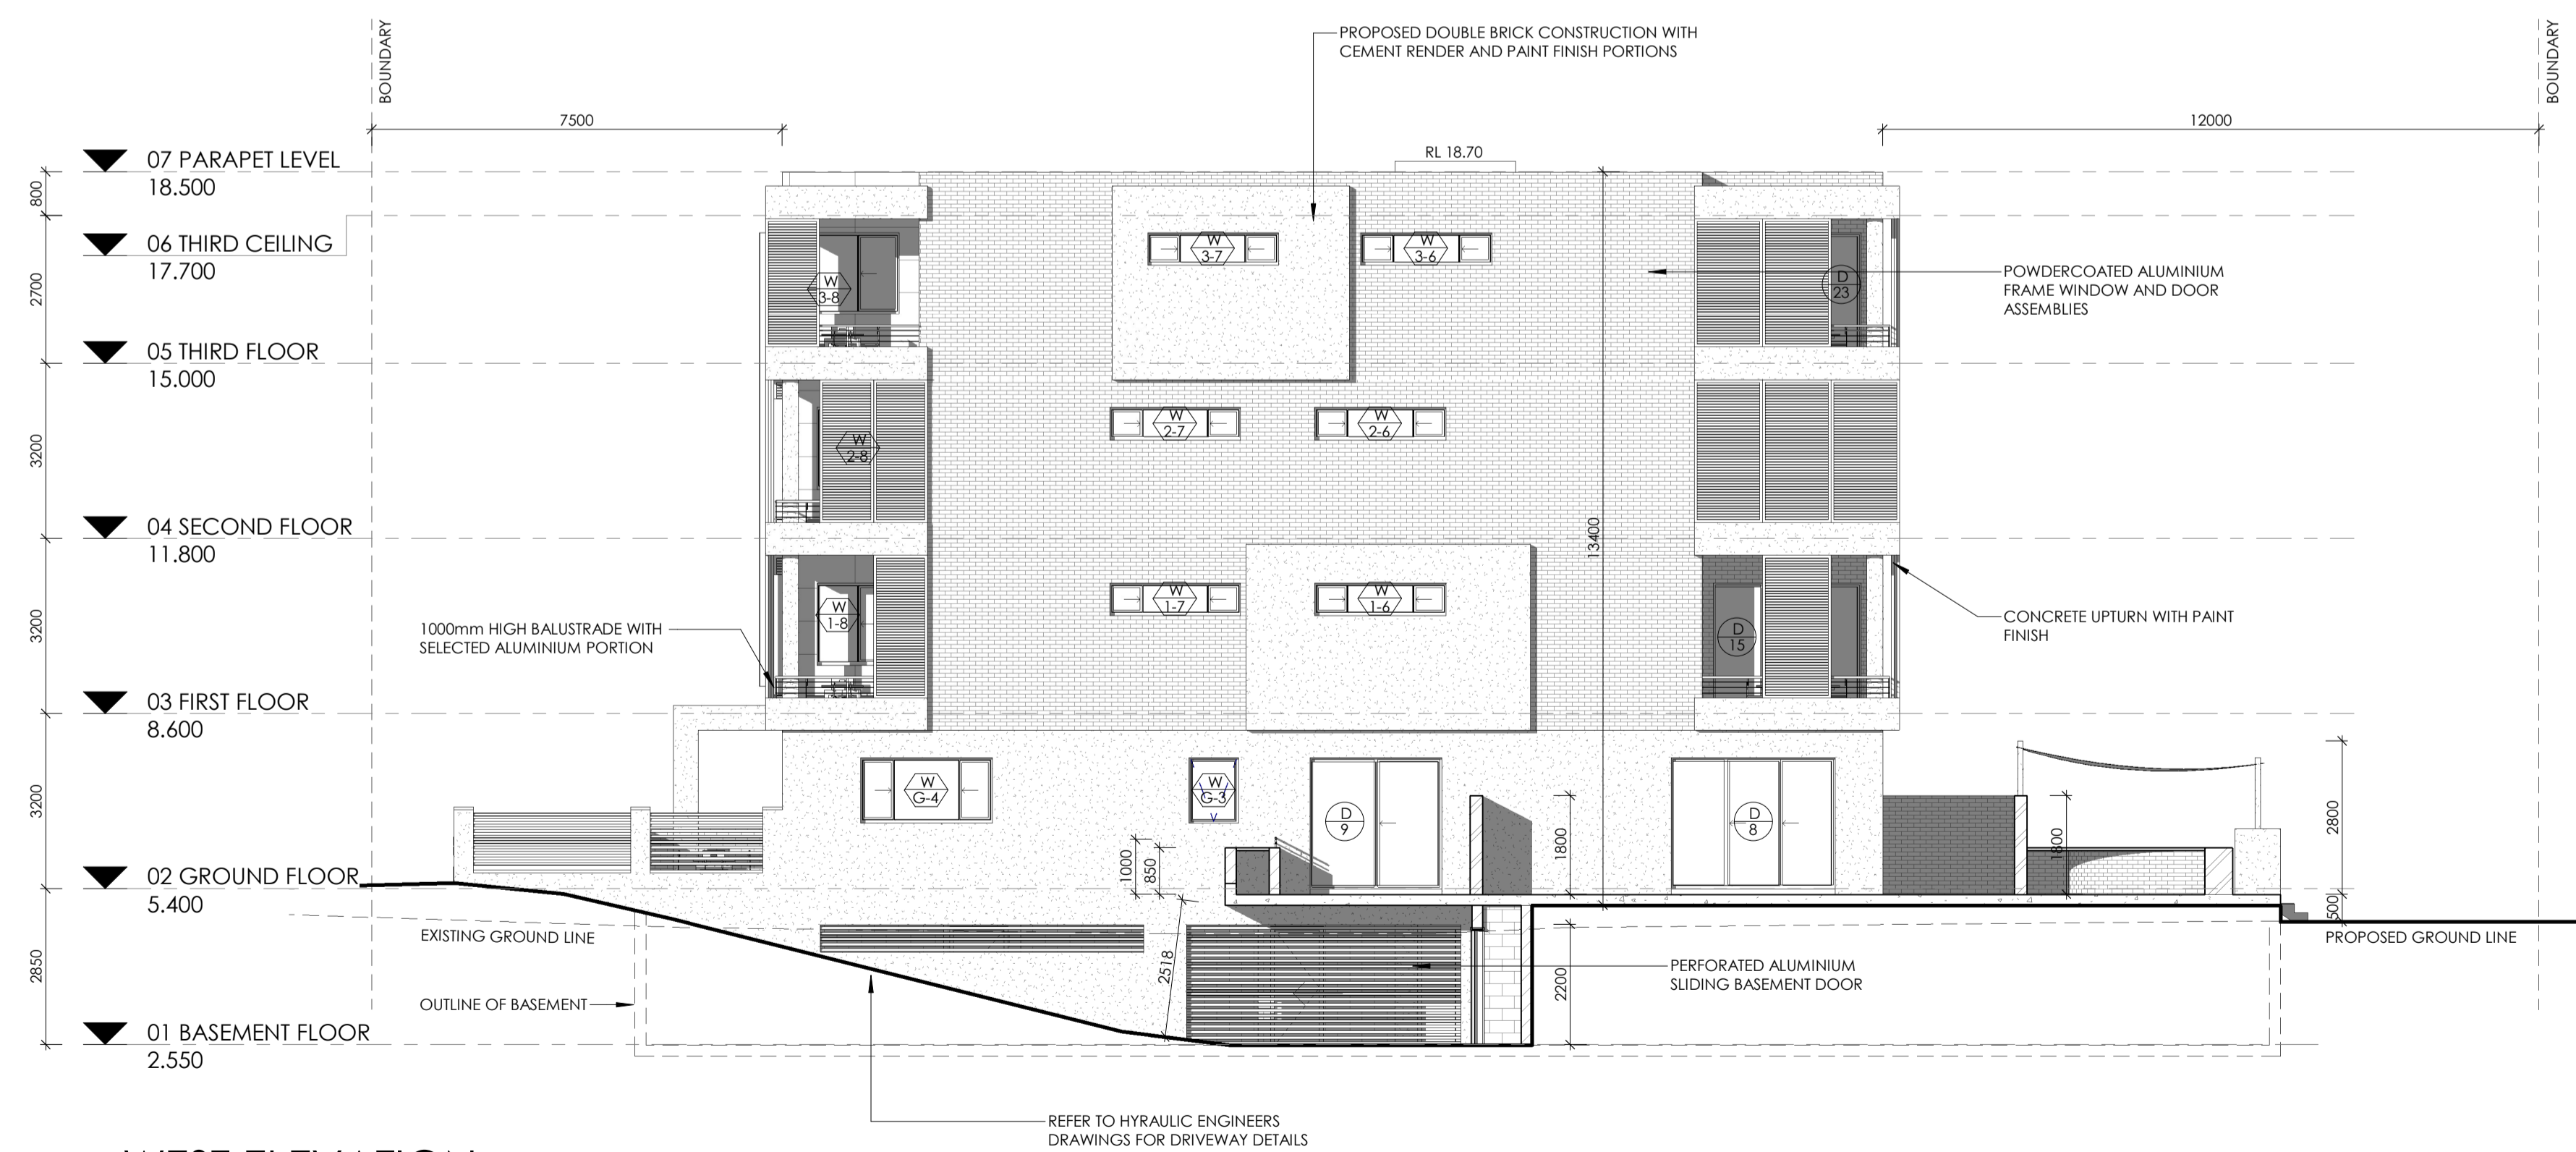 BOUNDARY
BOUNDARY
PROPOSED DOUBLE BRICK CONSTRUCTION WITH
CEMENT RENDER AND PAINT FINISH PORTIONS
7500
12000
RL 18.70
07 PARAPET LEVEL
18.500
800
06 THIRD CEILING
17.700
2700
W
3-8
W
3-7
W
3-6
D
23
POWDERCOATED ALUMINIUM
FRAME WINDOW AND DOOR
ASSEMBLIES
05 THIRD FLOOR
15.000
3200
W
2-8
W
2-7
W
2-6
04 SECOND FLOOR
11.800
13400
3200
W
1-8
W
1-7
W
1-6
D
15
1000mm HIGH BALUSTRADE WITH
SELECTED ALUMINIUM PORTION
CONCRETE UPTURN WITH PAINT
FINISH
03 FIRST FLOOR
8.600
3200
W
G-4
W
G-3
D
9
D
8
1000
850
1800
1800
2800
02 GROUND FLOOR
5.400
500
EXISTING GROUND LINE
PROPOSED GROUND LINE
2850
2518
2200
PERFORATED ALUMINIUM
SLIDING BASEMENT DOOR
OUTLINE OF BASEMENT
01 BASEMENT FLOOR
2.550
REFER TO HYRAULIC ENGINEERS
DRAWINGS FOR DRIVEWAY DETAILS
WEST ELEVATION